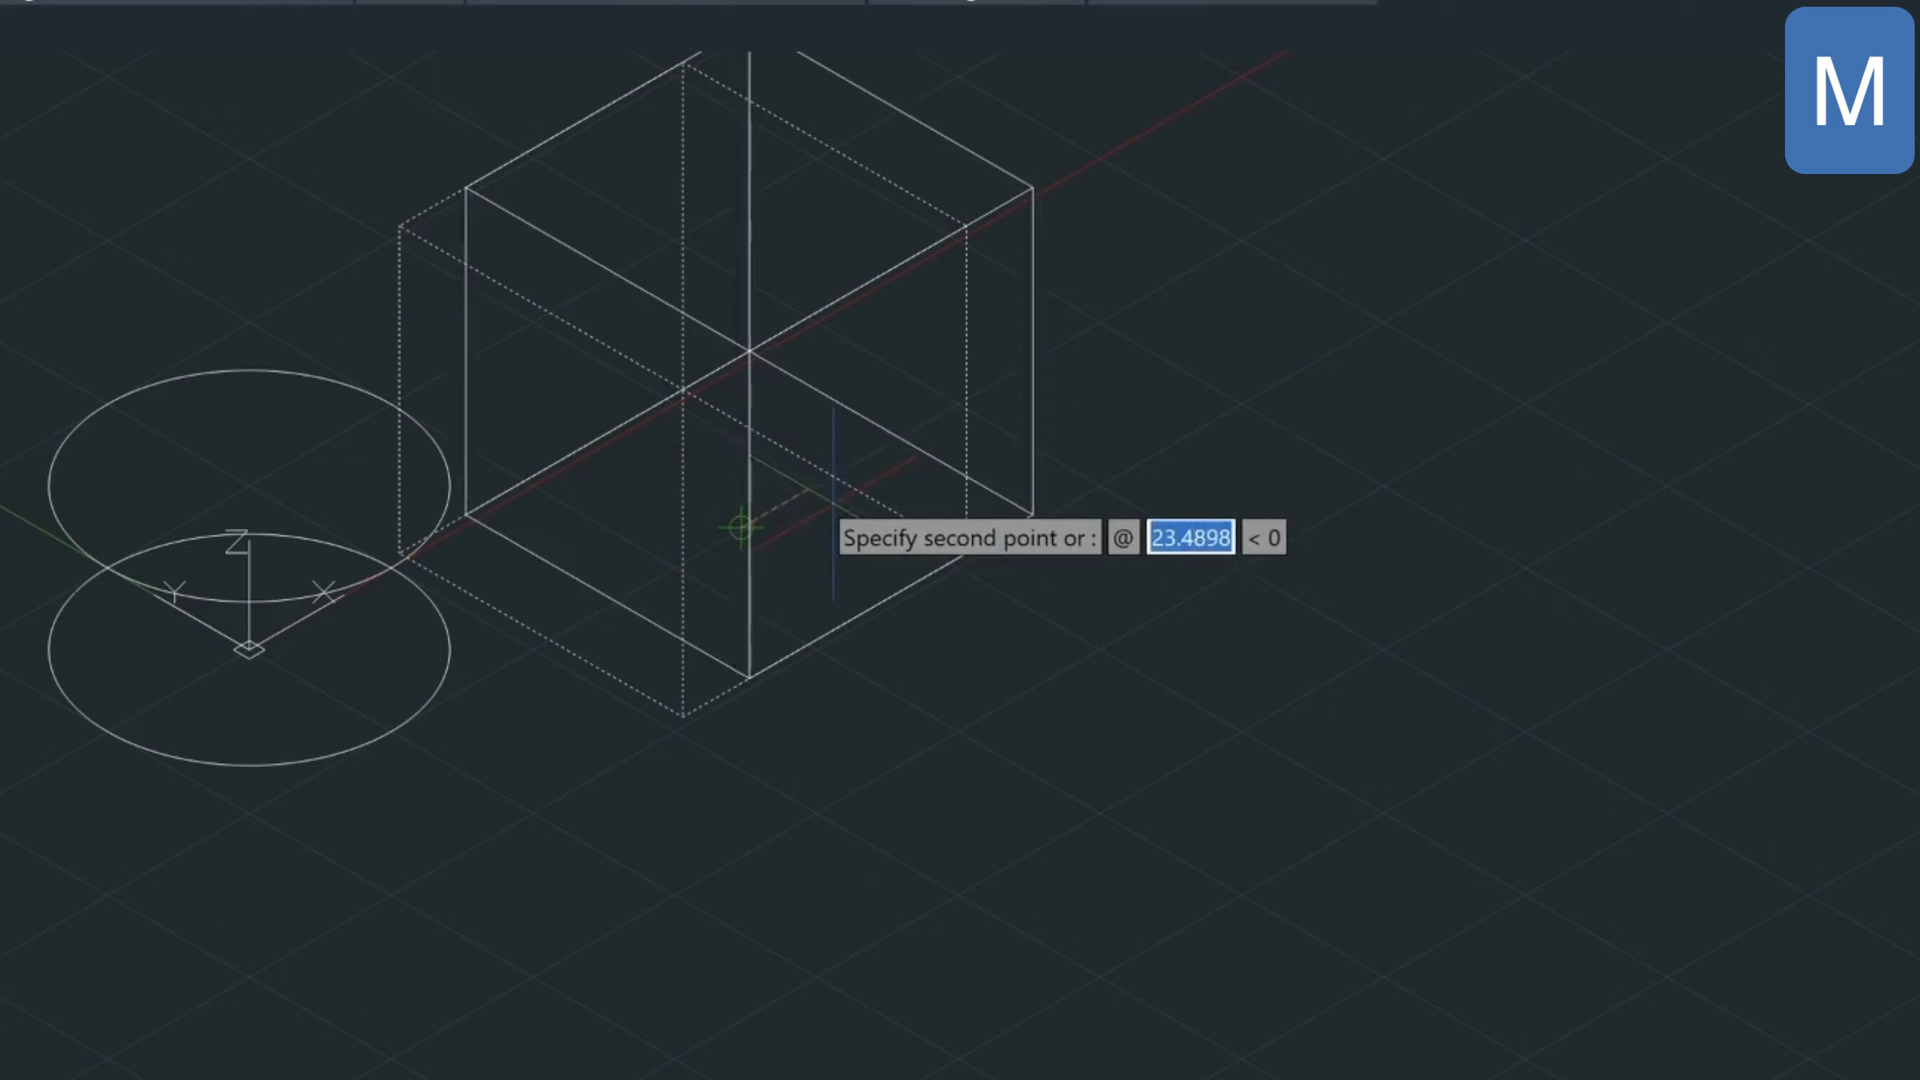 M
Specify second point or : @ 23.4898 < 0
Z
Y X